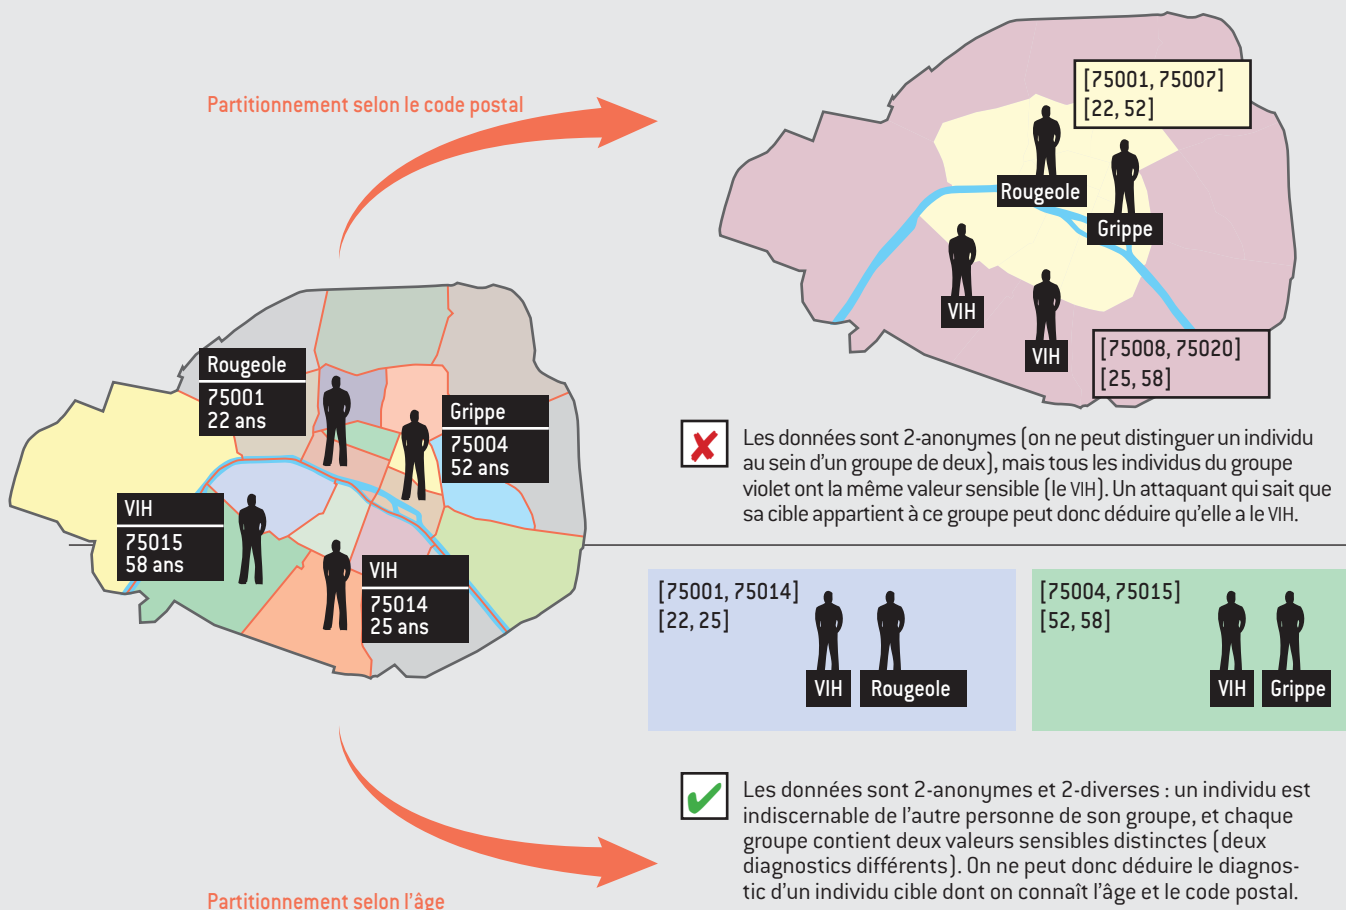 Partitionnement selon le code postal
[75001, 75007]
[22, 52]
Rougeole
Grippe
VIH
VIH
[75008, 75020]
[25, 58]
Rougeole
75001
22 ans
Grippe
75004
52 ans
VIH
75015
58 ans
VIH
75014
25 ans
Les données sont 2-anonymes (on ne peut distinguer un individu
au sein d’un groupe de deux), mais tous les individus du groupe
violet ont la même valeur sensible (le VIH). Un attaquant qui sait que
sa cible appartient à ce groupe peut donc déduire qu’elle a le VIH.
[75001, 75014]
[22, 25]
VIH
Rougeole
[75004, 75015]
[52, 58]
VIH
Grippe
Les données sont 2-anonymes et 2-diverses : un individu est
indiscernable de l’autre personne de son groupe, et chaque
groupe contient deux valeurs sensibles distinctes (deux
diagnostics différents). On ne peut donc déduire le diagnos-
tic d’un individu cible dont on connaît l’âge et le code postal.
Partitionnement selon l’âge